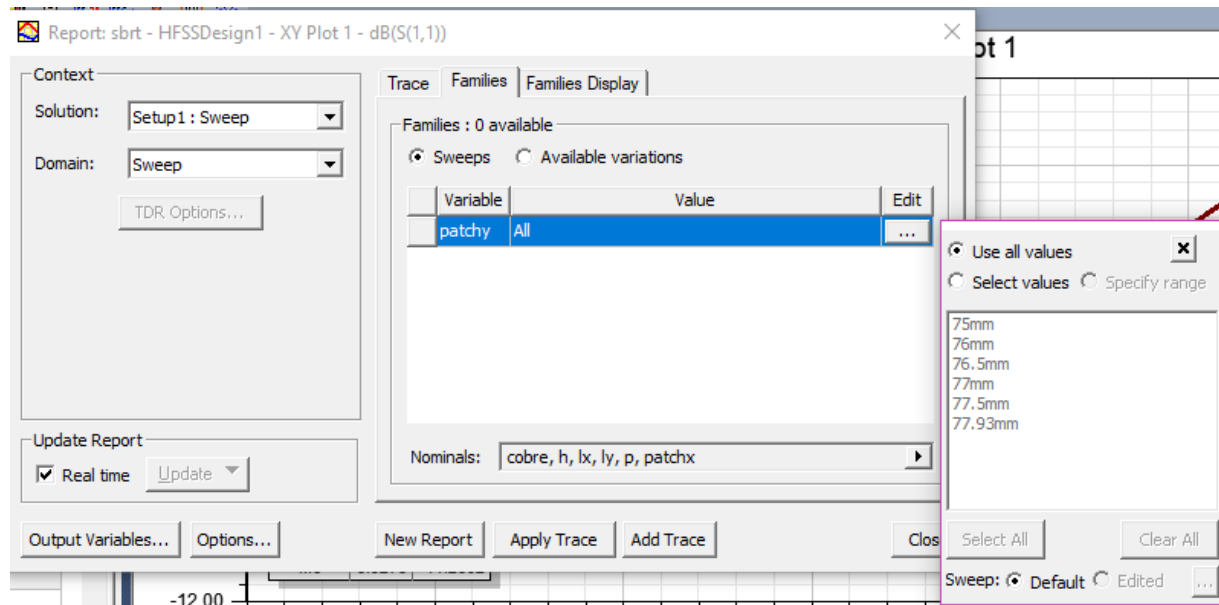 Report: sbrt - HFSSDesign1 - XY Plot 1 - dB(S(1,1))
ot 1
Context
Solution:
Setup1 : Sweep
Domain:
Sweep
TDR Options...
Trace
Families
Families Display
Families : 0 available
Sweeps
Available variations
Variable
Value
Edit
patchy
All
...
Nominals:
cobre, h, lx, ly, p, patchx
Update Report
Real time
Update
Output Variables...
Options...
New Report
Apply Trace
Add Trace
Clos
Use all values
Select values
Specify range
75mm
76mm
76.5mm
77mm
77.5mm
77.93mm
Select All
Clear All
Sweep:
Default
Edited
...
-12.00